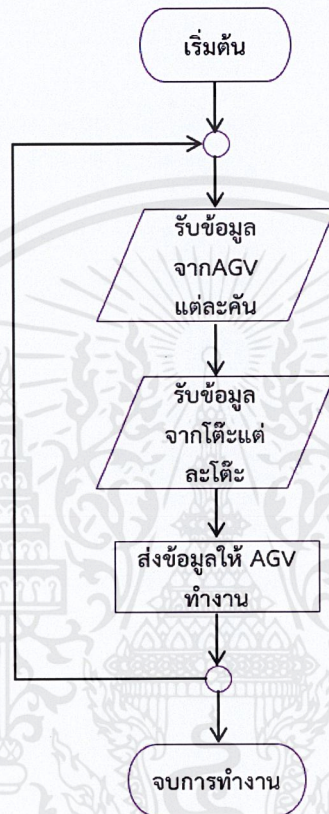 เริ่มต้น
รับข้อมูล
จากAGV
แต่ละคัน
รับข้อมูล
จากโต๊ะแต่
ละโต๊ะ
ส่งข้อมูลให้ AGV
ทำงาน
จบการทำงาน